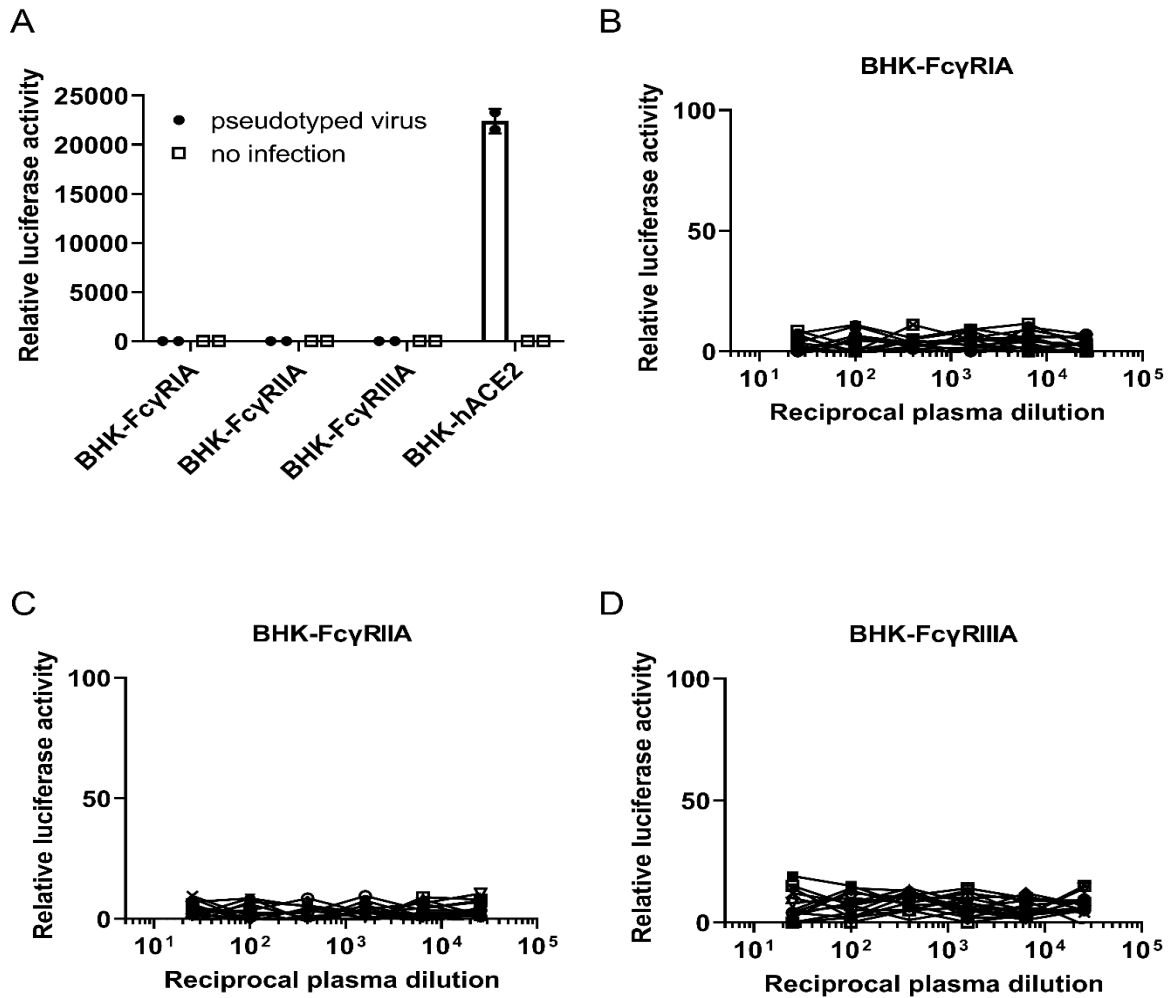 A
Relative luciferase activity
25000
20000
15000
10000
5000
0
pseudotyped virus
no infection
BHK-FcγRIA
BHK-FcγRIIA
BHK-FcγRIIIA
BHK-hACE2
B
BHK-FcγRIA
Relative luciferase activity
100
50
0
10¹ 10² 10³ 10⁴ 10⁵
Reciprocal plasma dilution
C
BHK-FcγRIIA
Relative luciferase activity
100
50
0
10¹ 10² 10³ 10⁴ 10⁵
Reciprocal plasma dilution
D
BHK-FcγRIIIA
Relative luciferase activity
100
50
0
10¹ 10² 10³ 10⁴ 10⁵
Reciprocal plasma dilution